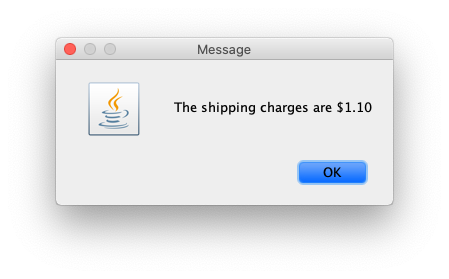 Message
The shipping charges are $1.10
OK